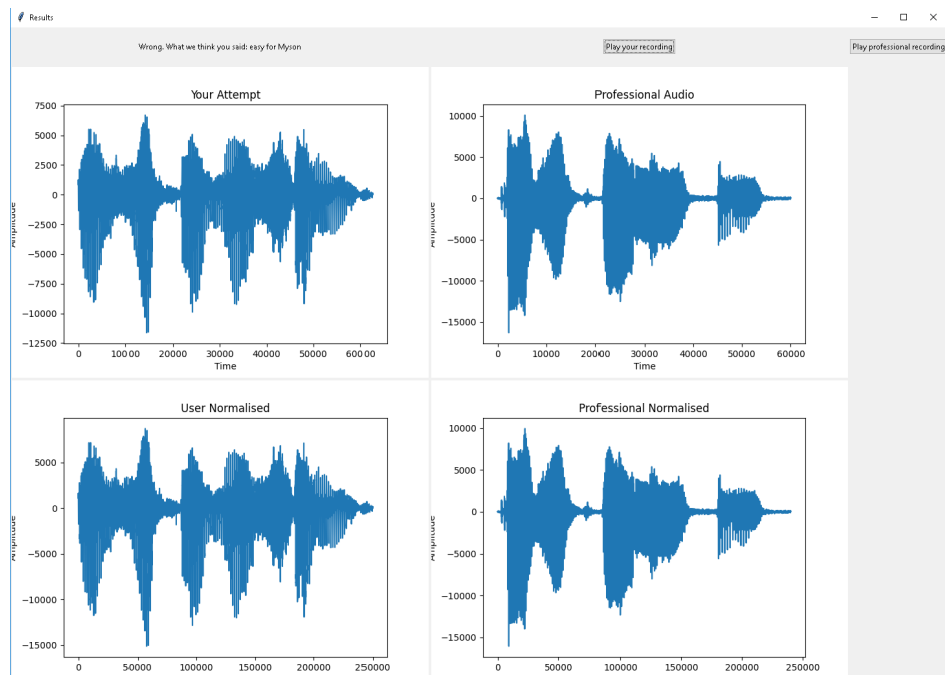 Results
Wrong. What we think you said: easy for Myson
Play your recording
Play professional recording
Your Attempt
7500
5000
2500
0
−2500
−5000
−7500
−10000
−12500
Amplitude
0 10000 20000 30000 40000 50000 60000
Time
Professional Audio
10000
5000
0
−5000
−10000
−15000
Amplitude
0 10000 20000 30000 40000 50000 60000
Time
User Normalised
5000
0
−5000
−10000
−15000
Amplitude
0 50000 100000 150000 200000 250000
Professional Normalised
10000
5000
0
−5000
−10000
−15000
Amplitude
0 50000 100000 150000 200000 250000